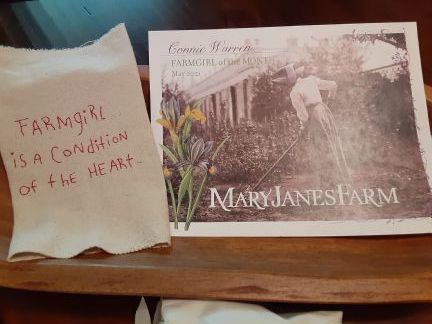 FARMgiRL
is a Condition
of the HEART.
Connie Warren
FARMGIRL of the MONTH
May 2021
MARYJANESFARM